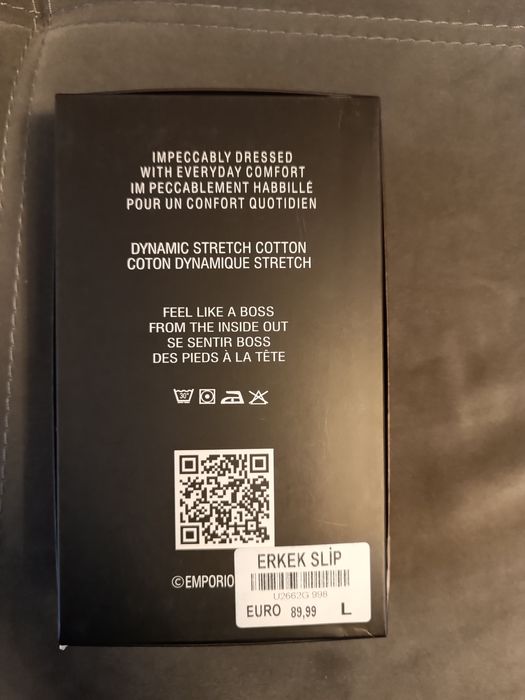 IMPECCABLY DRESSED
WITH EVERYDAY COMFORT
IM PECCABLEMENT HABBILLÉ
POUR UN CONFORT QUOTIDIEN
DYNAMIC STRETCH COTTON
COTON DYNAMIQUE STRETCH
FEEL LIKE A BOSS
FROM THE INSIDE OUT
SE SENTIR BOSS
DES PIEDS À LA TÊTE
30°
©EMPORIO
ERKEK SLİP
U2662G 998
EURO 89,99 L